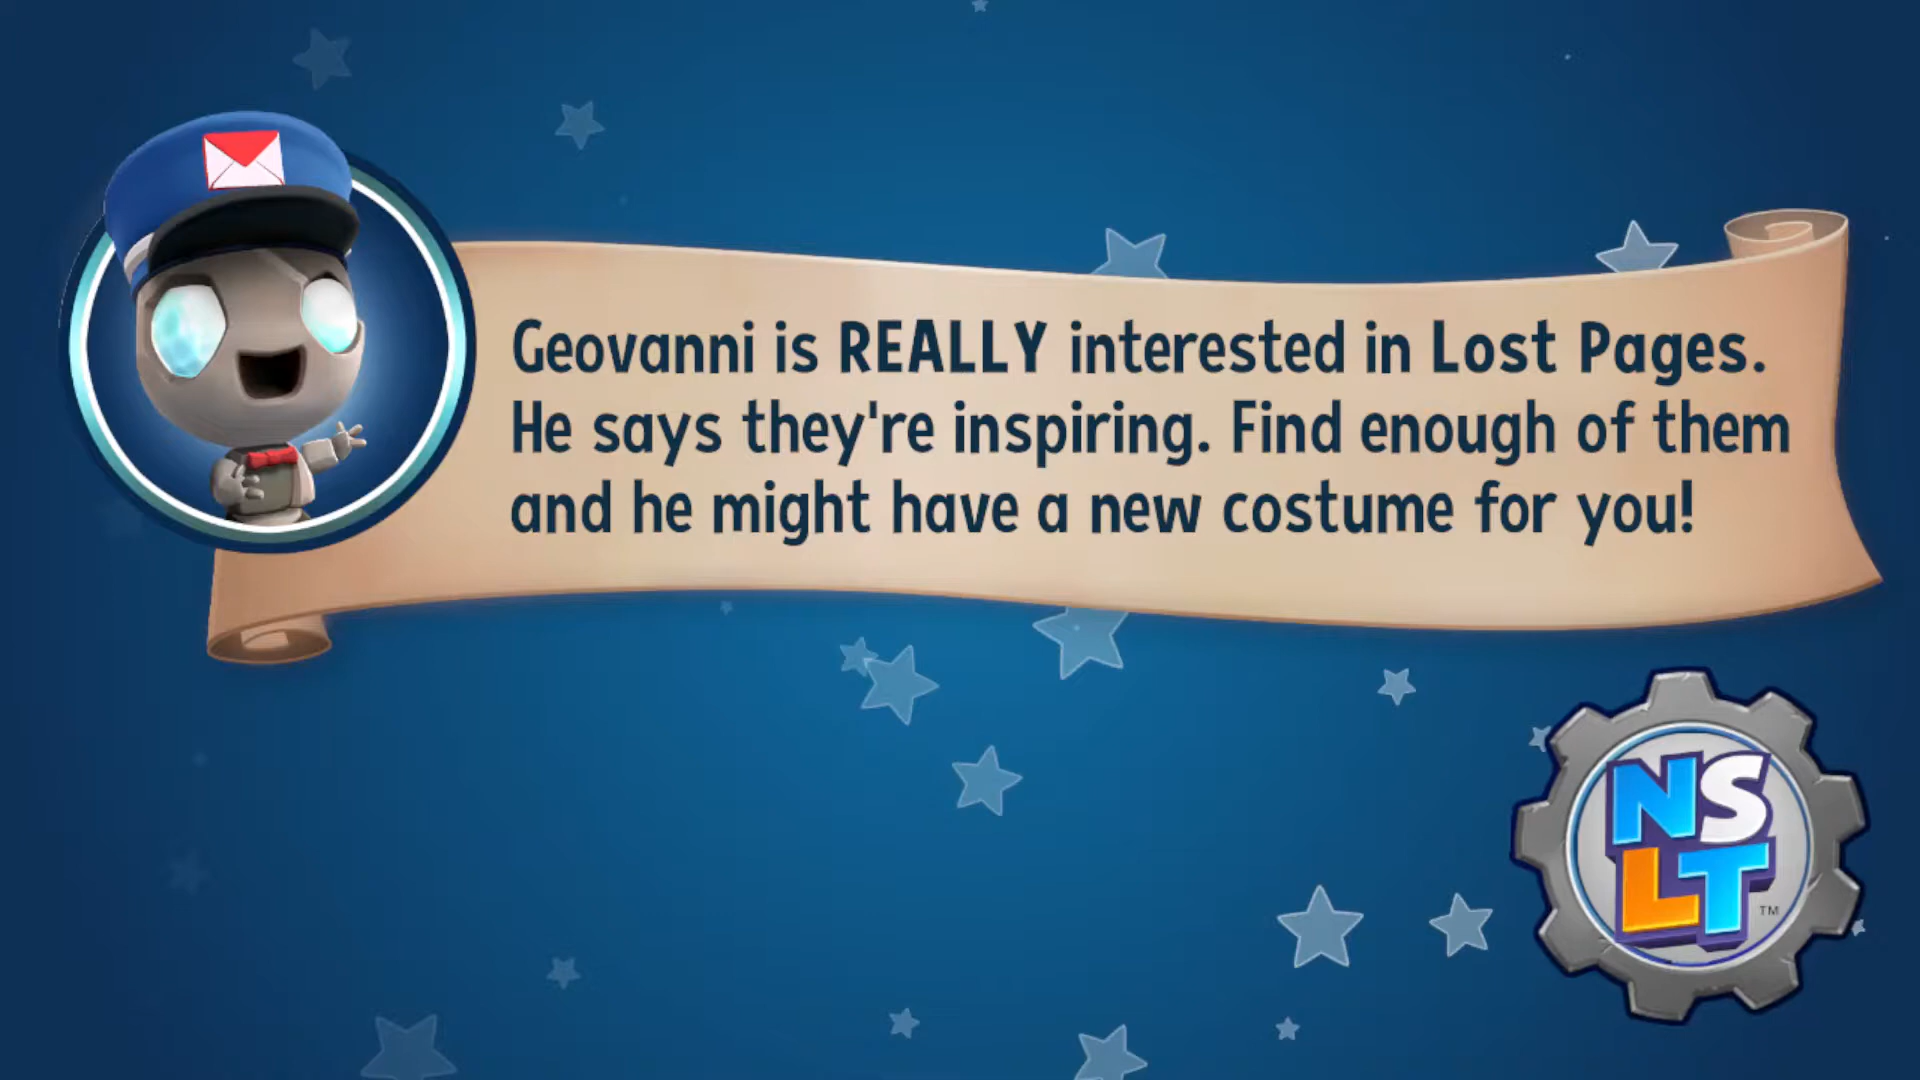 Geovanni is REALLY interested in Lost Pages.
He says they're inspiring. Find enough of them
and he might have a new costume for you!
NS
LT
TM